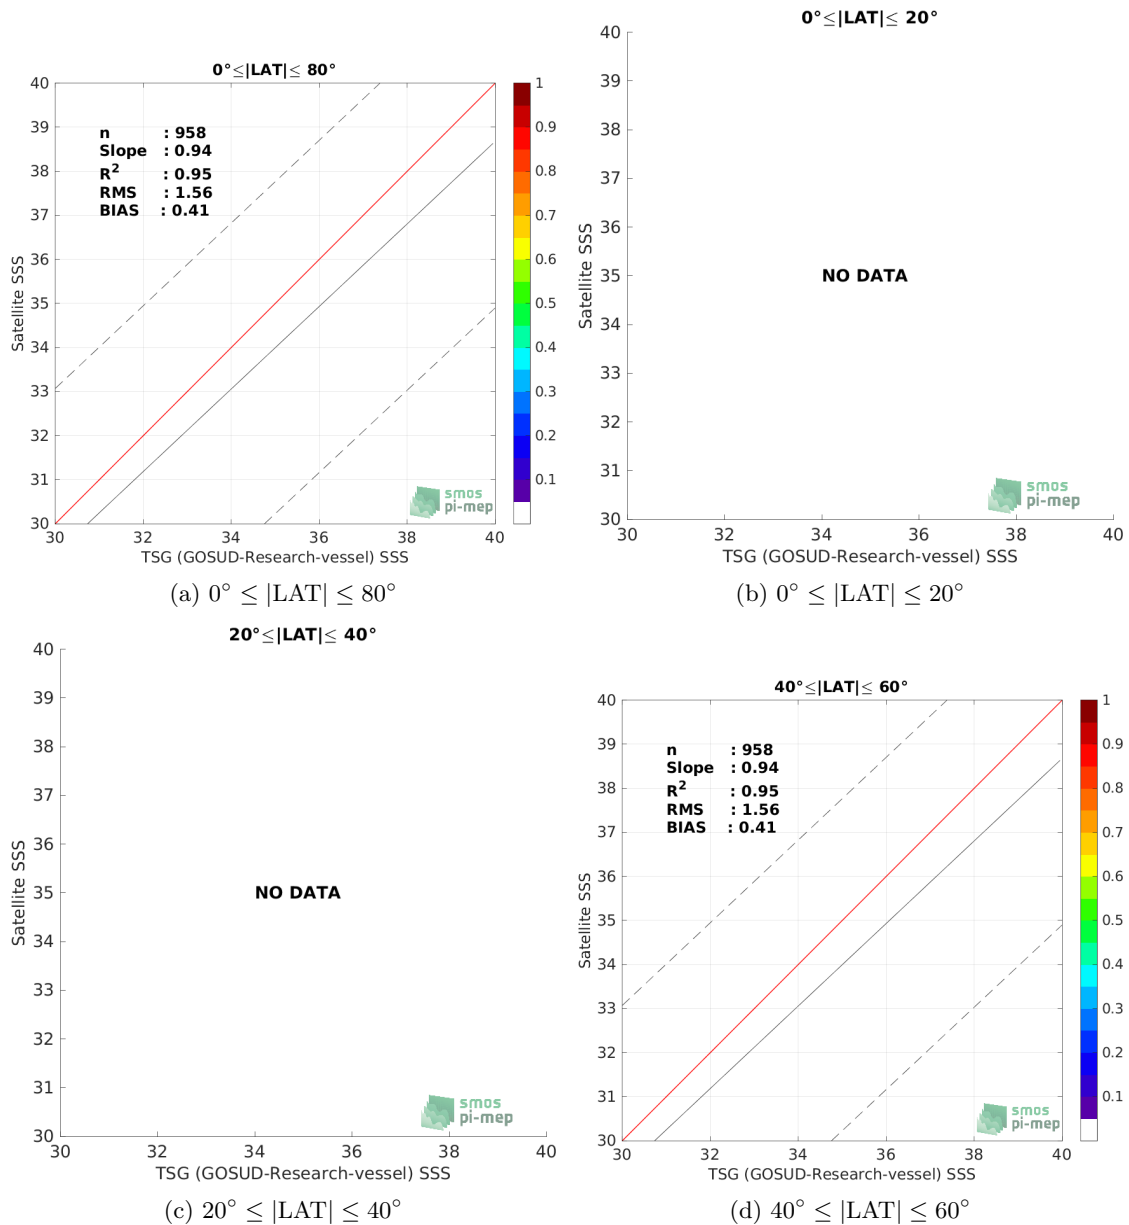 0°≤|LAT|≤ 80°
n : 958
Slope : 0.94
R² : 0.95
RMS : 1.56
BIAS : 0.41
40
39
38
37
36
35
34
33
32
31
30
30 32 34 36 38 40
1
0.9
0.8
0.7
0.6
0.5
0.4
0.3
0.2
0.1
Satellite SSS
TSG (GOSUD-Research-vessel) SSS
smos
pi-mep
(a) 0° ≤ |LAT| ≤ 80°
0°≤|LAT|≤ 20°
40
39
38
37
36
35
34
33
32
31
30
30 32 34 36 38 40
NO DATA
Satellite SSS
TSG (GOSUD-Research-vessel) SSS
smos
pi-mep
(b) 0° ≤ |LAT| ≤ 20°
20°≤|LAT|≤ 40°
40
39
38
37
36
35
34
33
32
31
30
30 32 34 36 38 40
NO DATA
Satellite SSS
TSG (GOSUD-Research-vessel) SSS
smos
pi-mep
(c) 20° ≤ |LAT| ≤ 40°
40°≤|LAT|≤ 60°
n : 958
Slope : 0.94
R² : 0.95
RMS : 1.56
BIAS : 0.41
40
39
38
37
36
35
34
33
32
31
30
30 32 34 36 38 40
1
0.9
0.8
0.7
0.6
0.5
0.4
0.3
0.2
0.1
Satellite SSS
TSG (GOSUD-Research-vessel) SSS
smos
pi-mep
(d) 40° ≤ |LAT| ≤ 60°